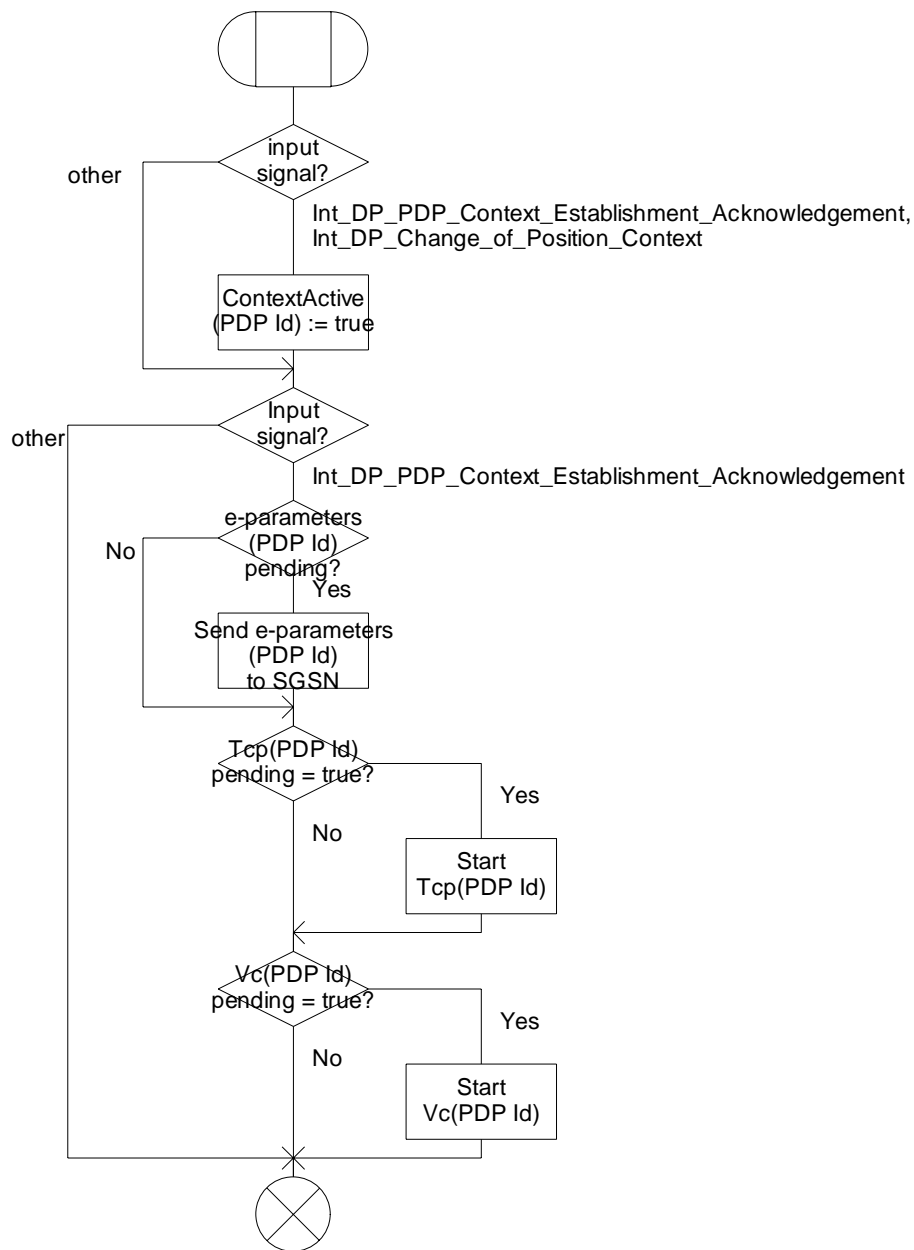 input
signal?
other
Int_DP_PDP_Context_Establishment_Acknowledgement,
Int_DP_Change_of_Position_Context
ContextActive
(PDP Id) := true
Input
signal?
other
Int_DP_PDP_Context_Establishment_Acknowledgement
e-parameters
(PDP Id)
pending?
No
Yes
Send e-parameters
(PDP Id)
to SGSN
Tcp(PDP Id)
pending = true?
Yes
No
Start
Tcp(PDP Id)
Vc(PDP Id)
pending = true?
Yes
No
Start
Vc(PDP Id)